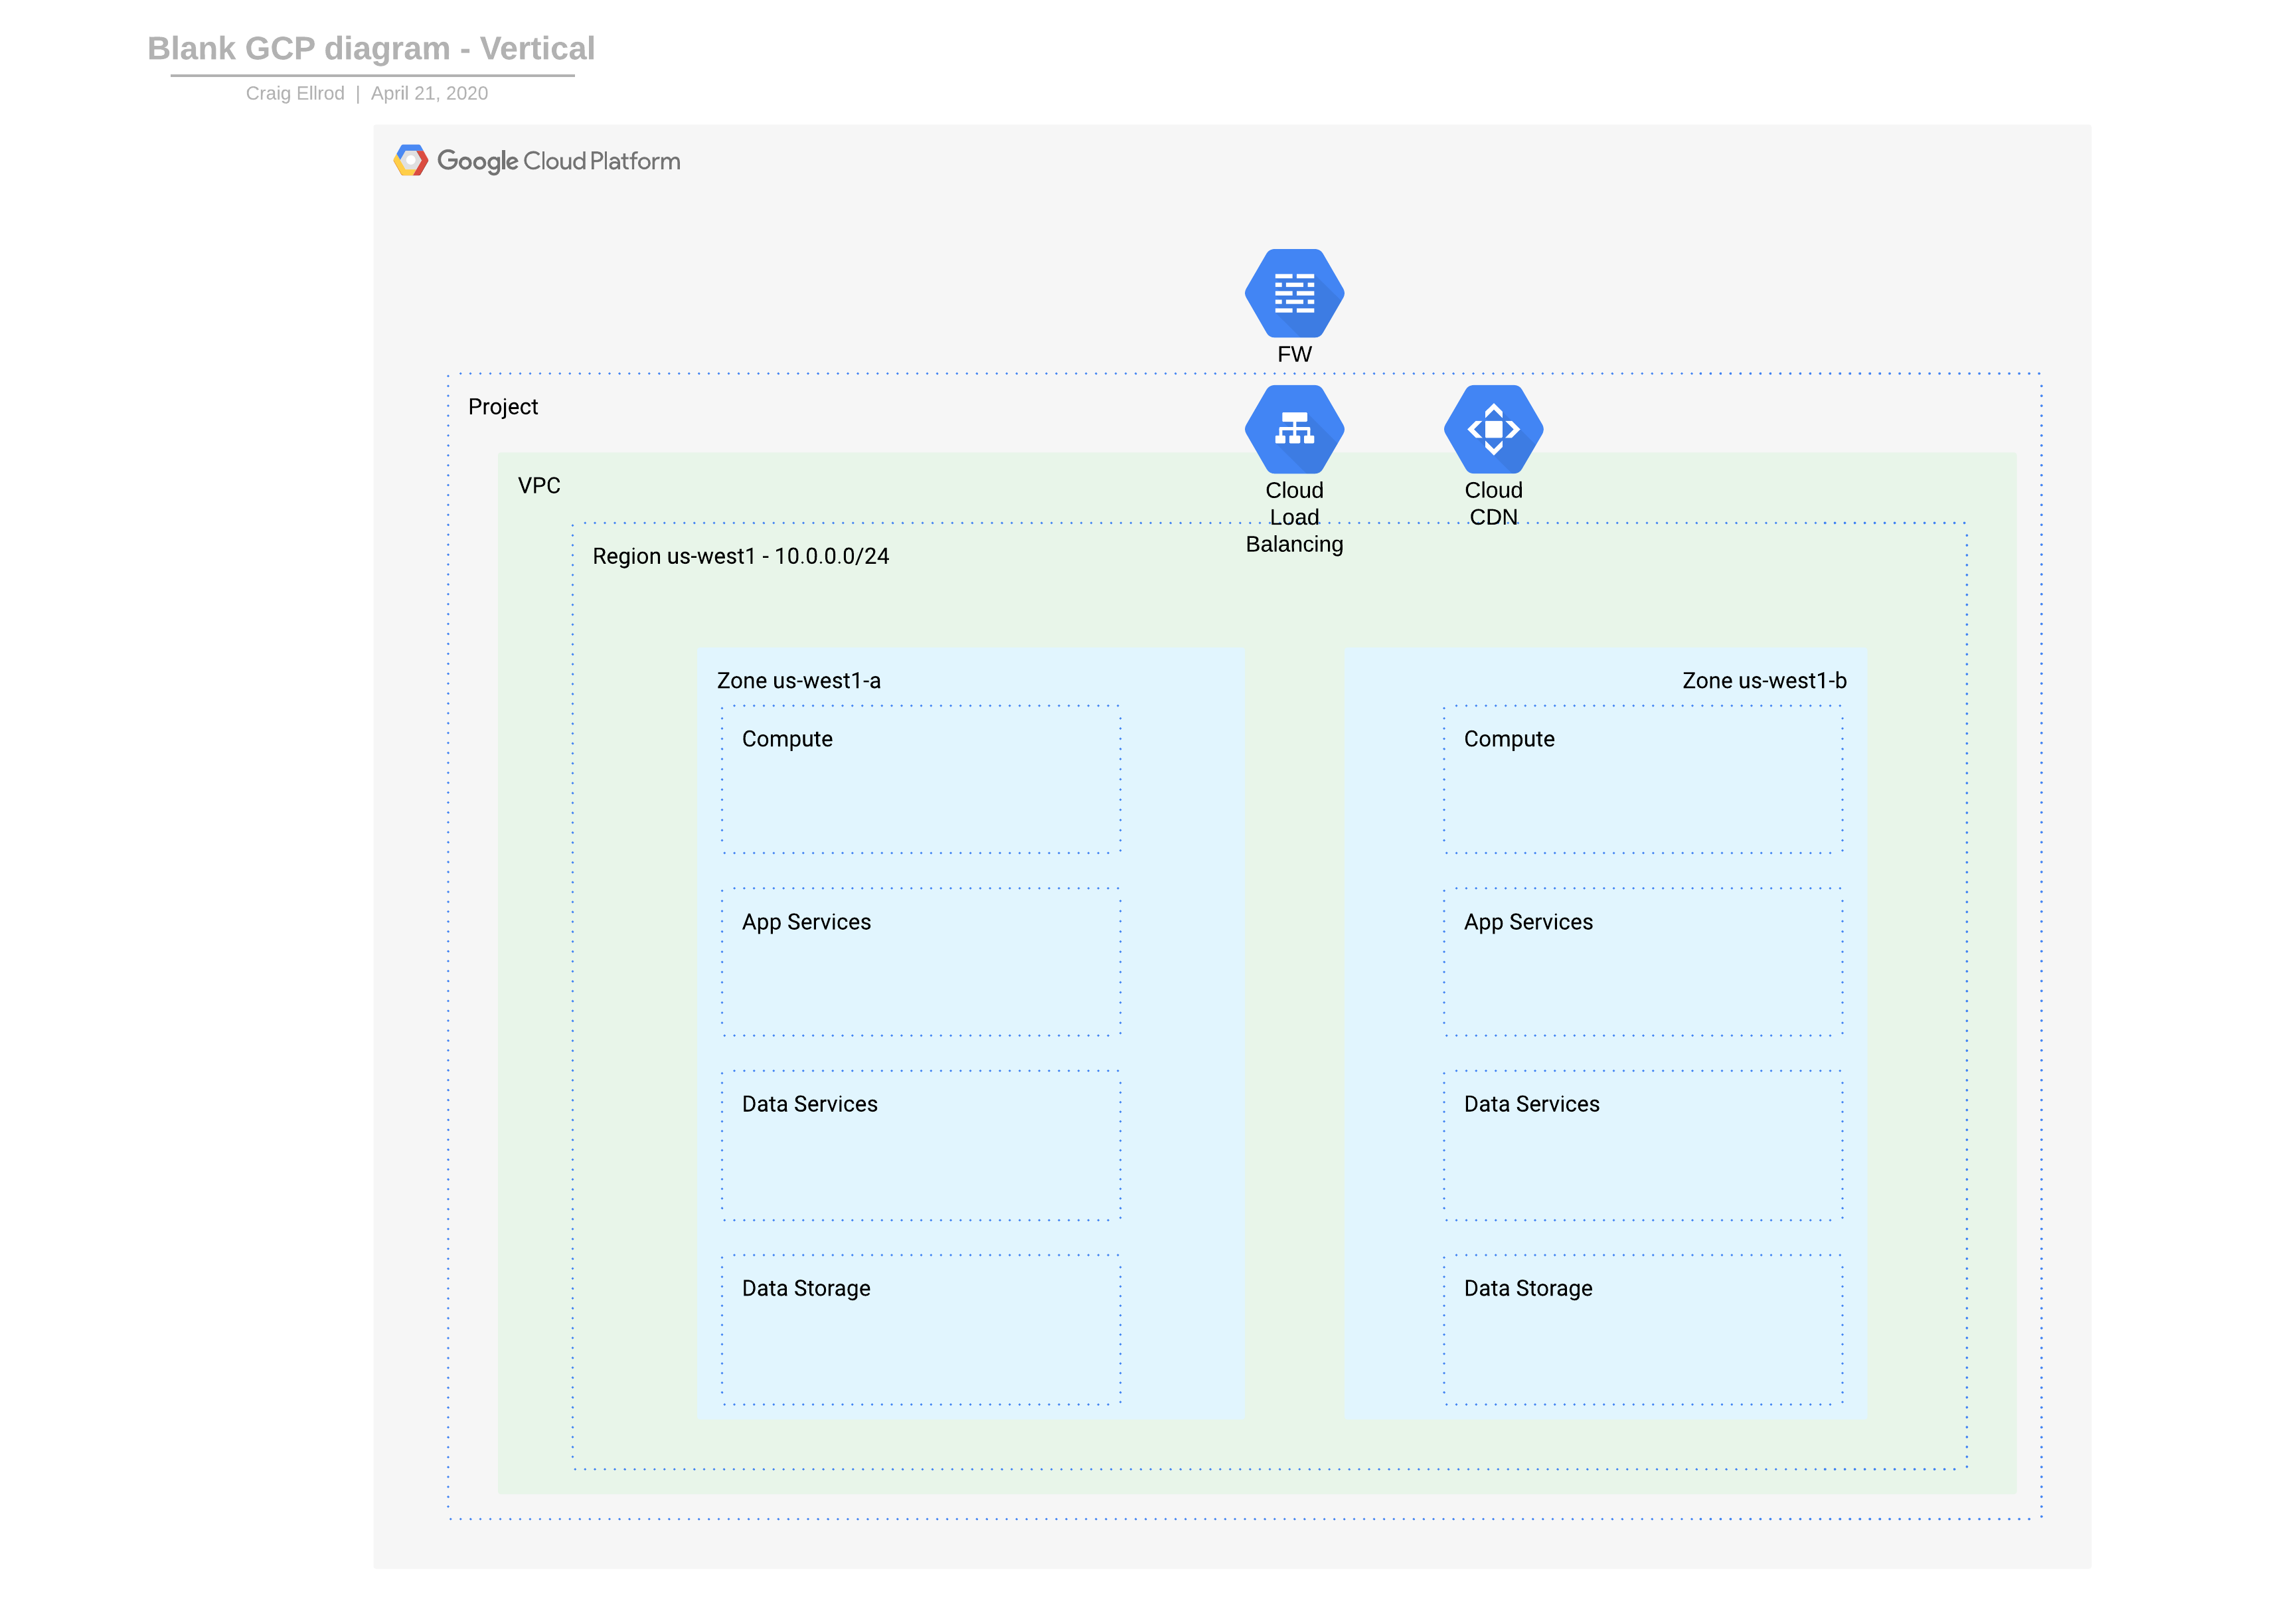 Blank GCP diagram - Vertical
Craig Ellrod | April 21, 2020
Google Cloud Platform
FW
Project
Cloud
Load
Balancing
Cloud
CDN
VPC
Region us-west1 - 10.0.0.0/24
Zone us-west1-a
Compute
App Services
Data Services
Data Storage
Zone us-west1-b
Compute
App Services
Data Services
Data Storage